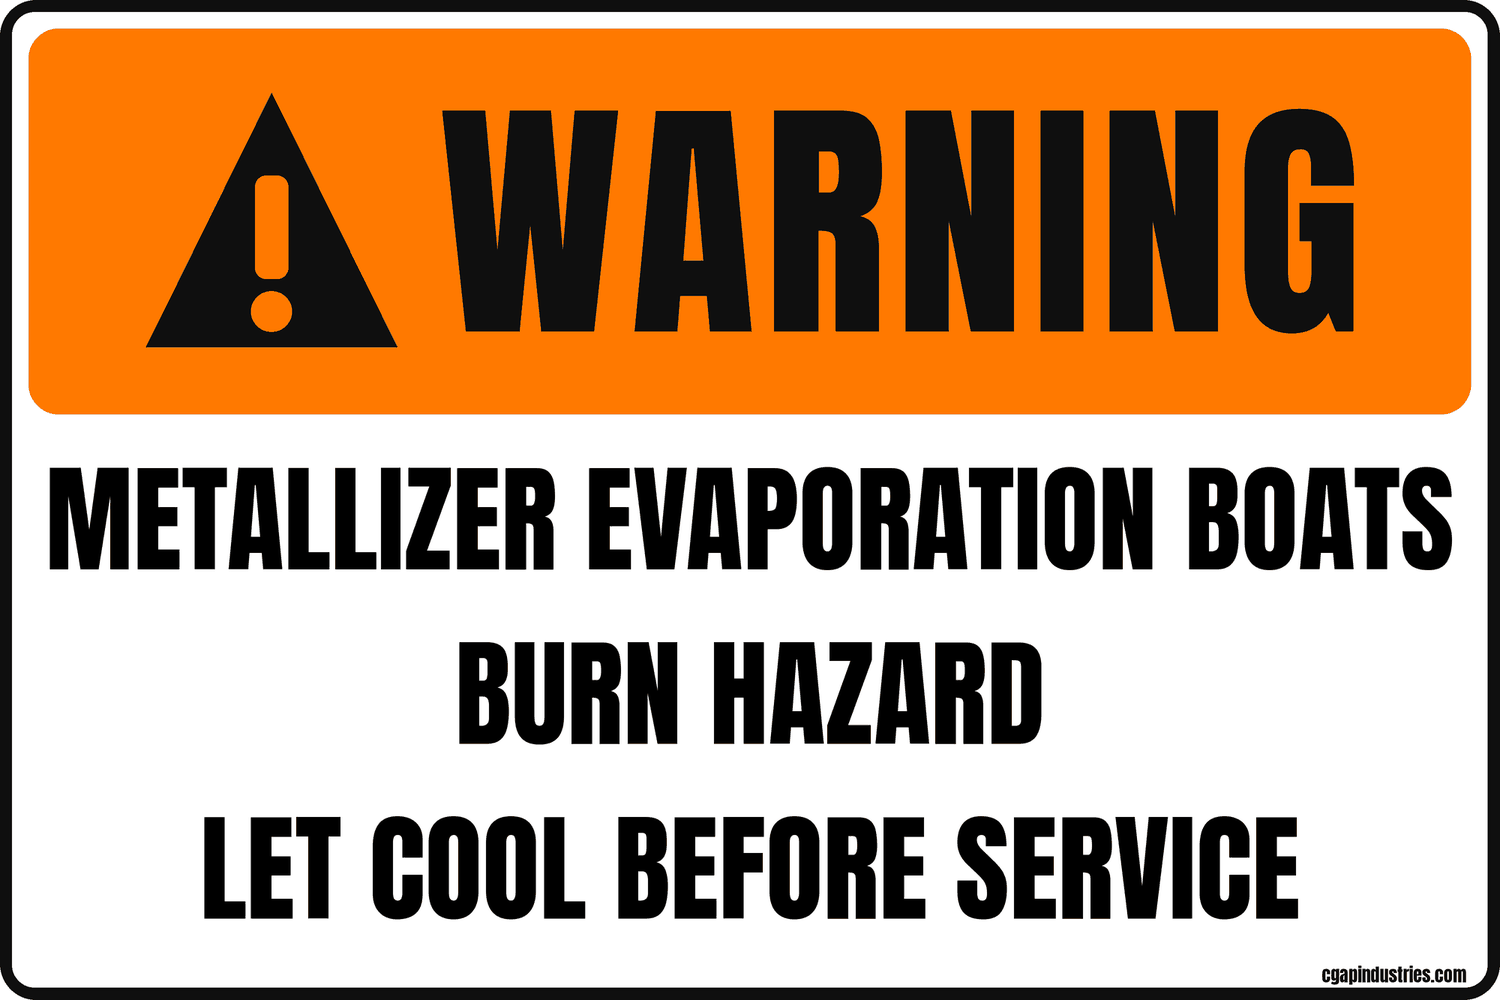 WARNING
METALLIZER EVAPORATION BOATS
BURN HAZARD
LET COOL BEFORE SERVICE
cgapindustries.com